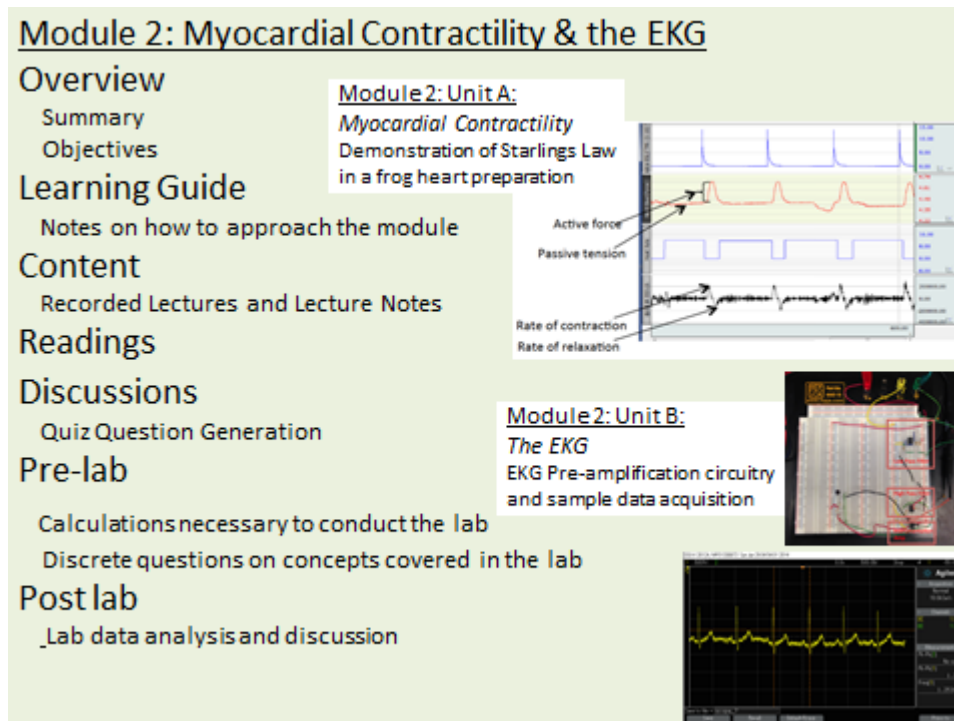 Module 2: Myocardial Contractility & the EKG
Overview
Summary
Objectives
Learning Guide
Notes on how to approach the module
Content
Recorded Lectures and Lecture Notes
Readings
Discussions
Quiz Question Generation
Pre-lab
Calculations necessary to conduct the lab
Discrete questions on concepts covered in the lab
Post lab
Lab data analysis and discussion
Module 2: Unit A:
Myocardial Contractility
Demonstration of Starlings Law
in a frog heart preparation
Active force
Passive tension
Rate of contraction
Rate of relaxation
Module 2: Unit B:
The EKG
EKG Pre-amplification circuitry
and sample data acquisition